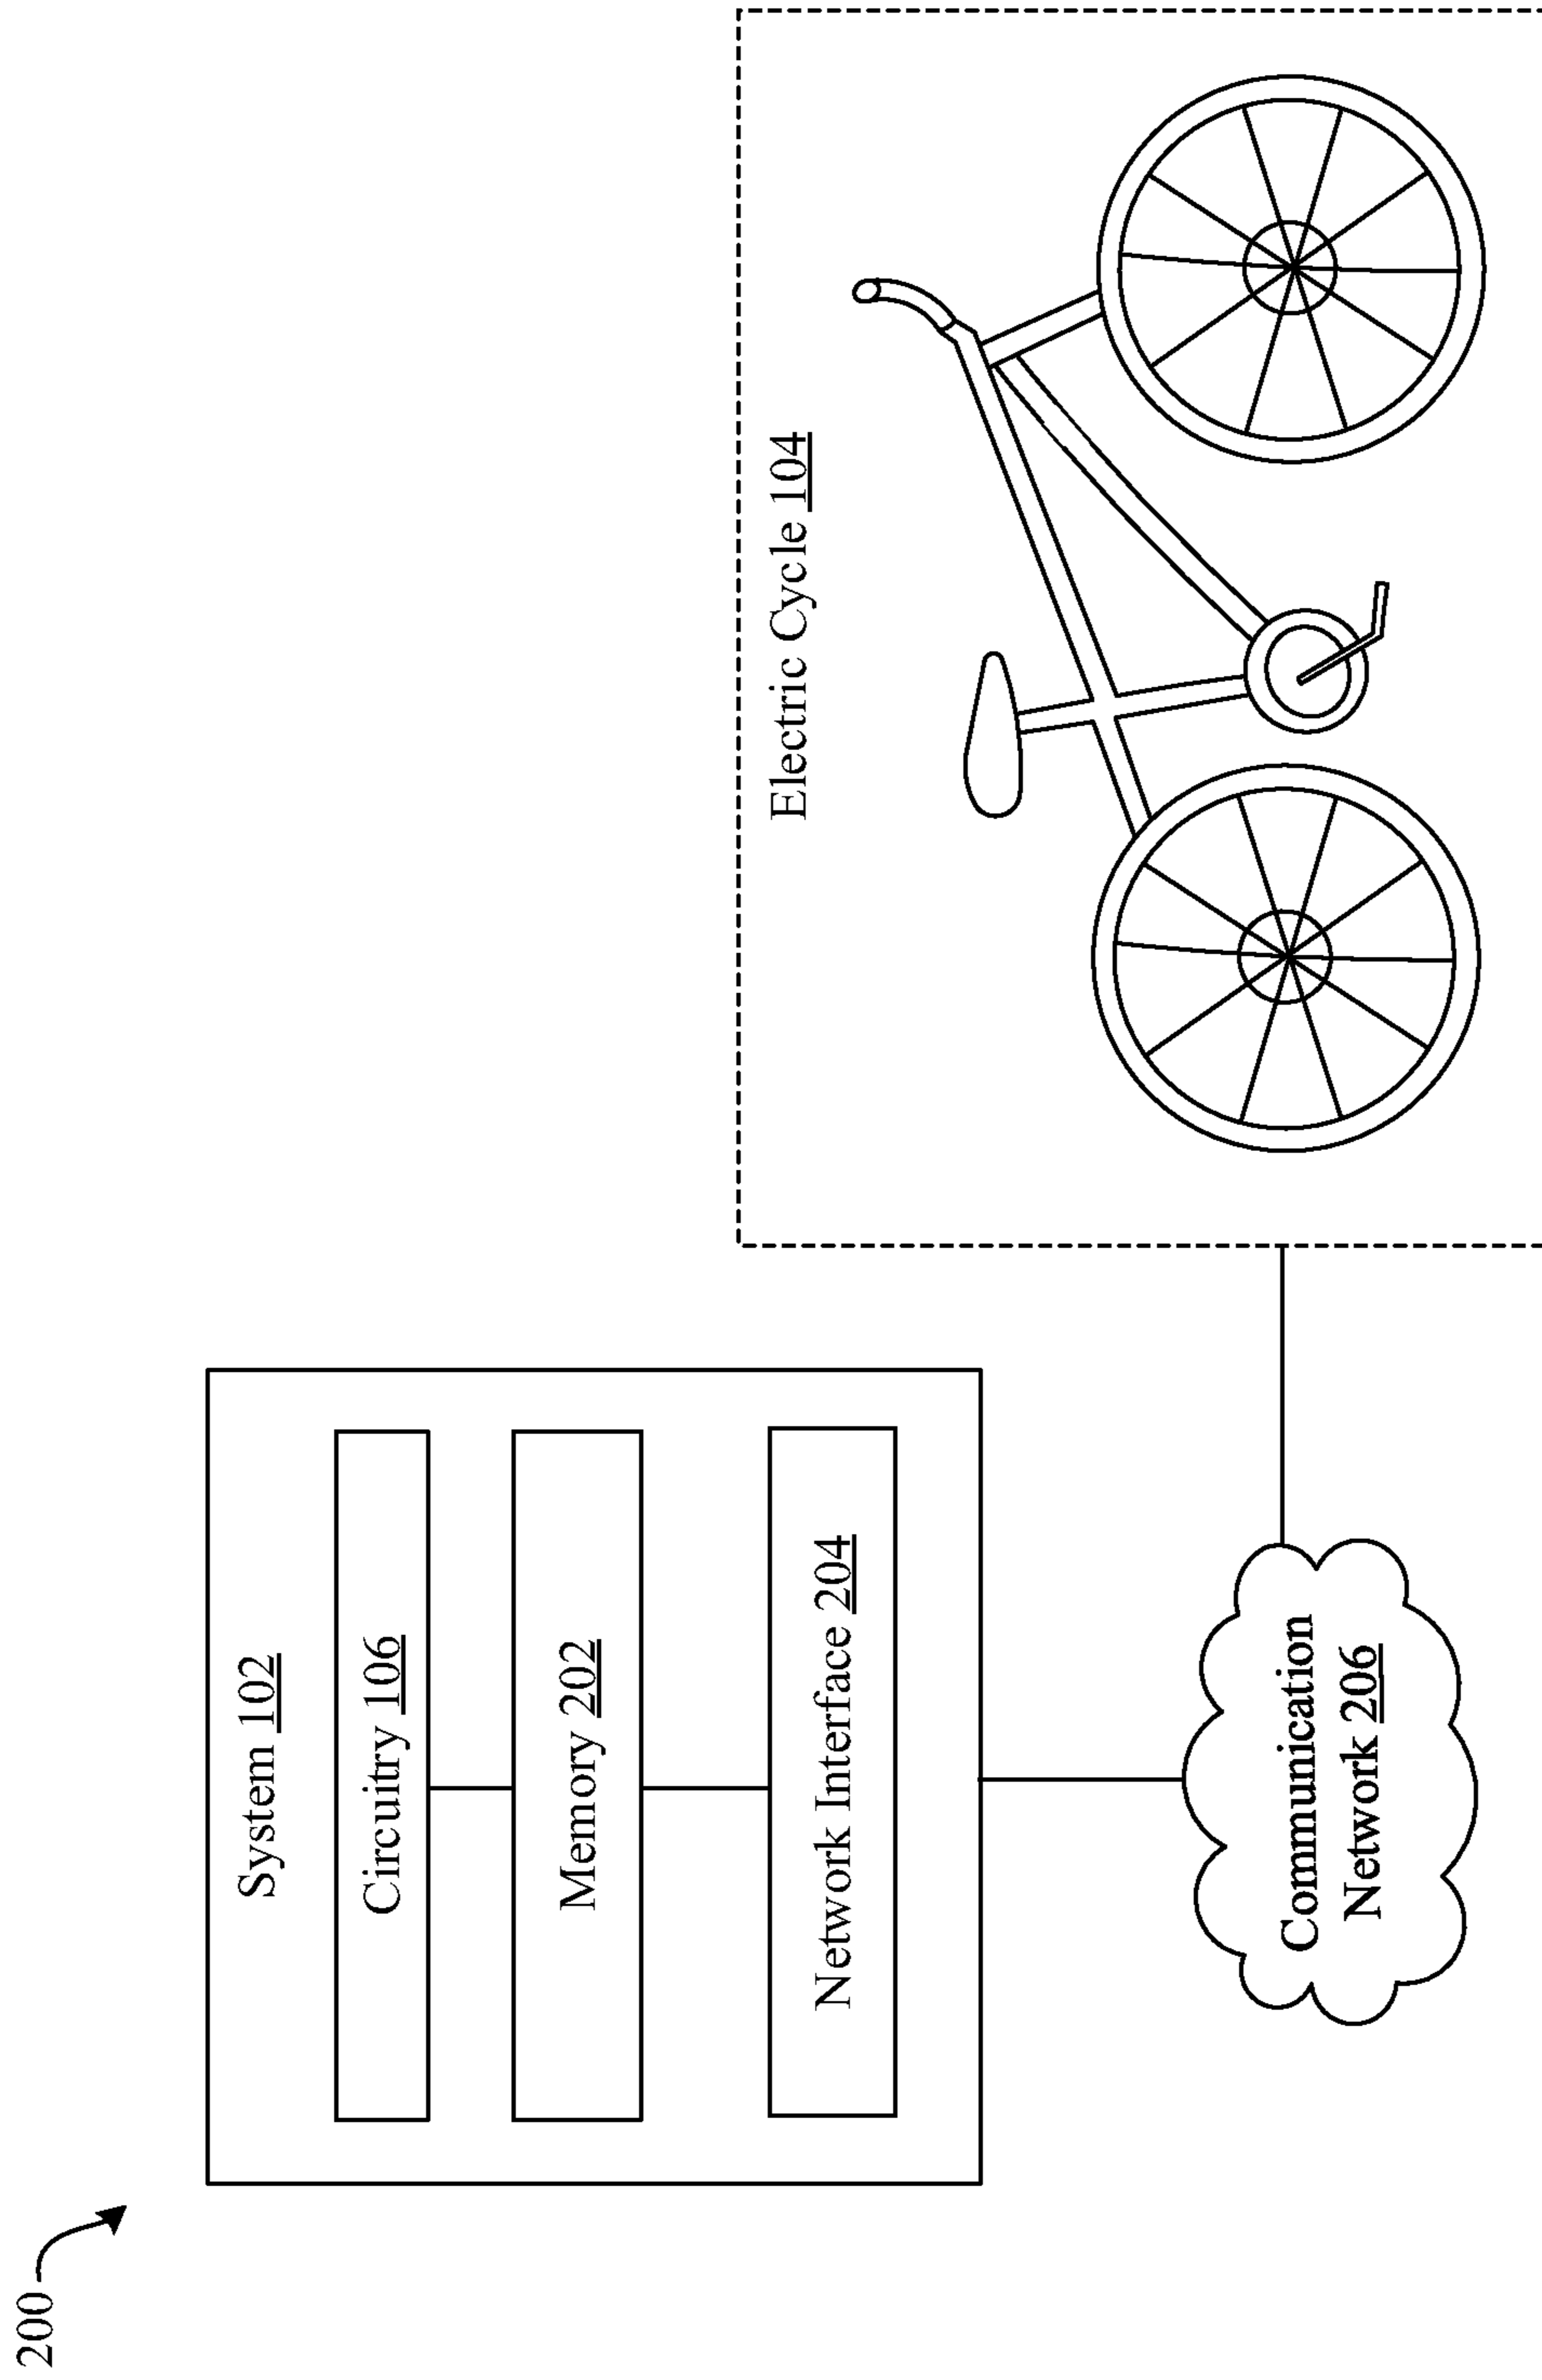 200
System 102
Circuitry 106
Memory 202
Network Interface 204
Communication
Network 206
Electric Cycle 104